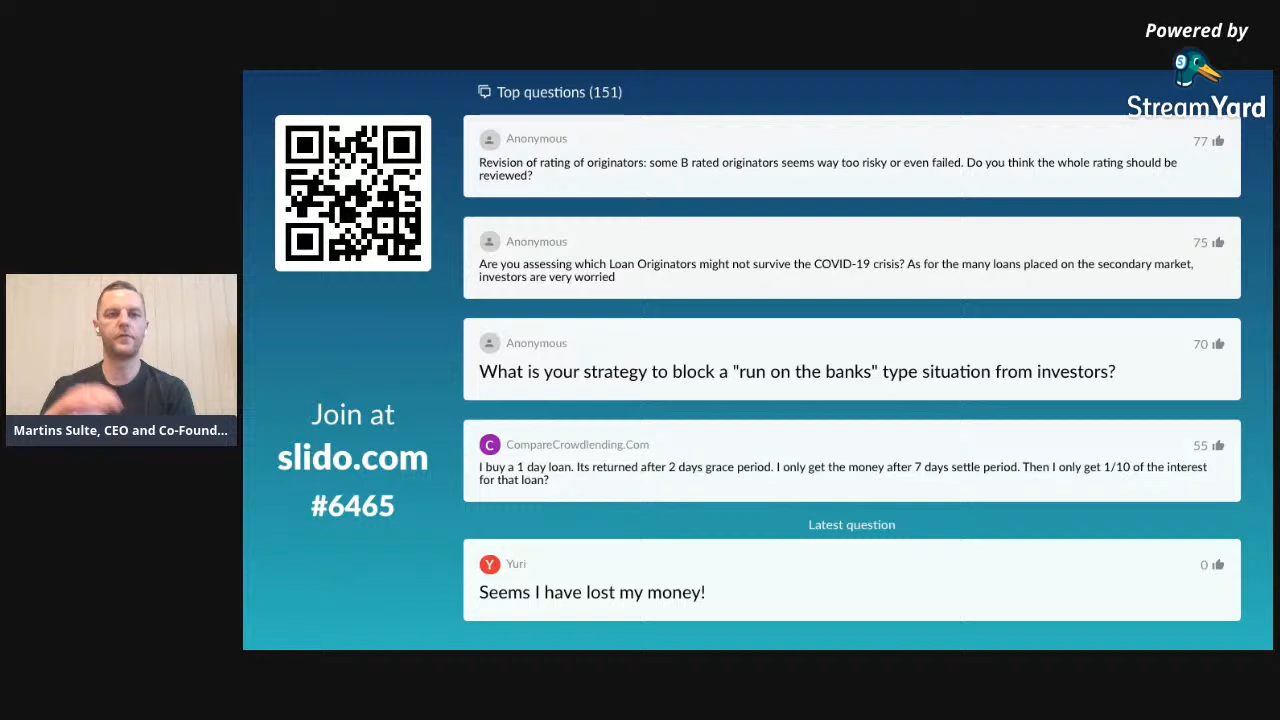 Powered by
StreamYard
Top questions (151)
Anonymous
77
Revision of rating of originators: some B rated originators seems way too risky or even failed. Do you think the whole rating should be
reviewed?
Anonymous
75
Are you assessing which Loan Originators might not survive the COVID-19 crisis? As for the many loans placed on the secondary market,
investors are very worried
Anonymous
70
What is your strategy to block a "run on the banks" type situation from investors?
C
CompareCrowdlending.Com
55
I buy a 1 day loan. Its returned after 2 days grace period. I only get the money after 7 days settle period. Then I only get 1/10 of the interest
for that loan?
Latest question
Y
Yuri
0
Seems I have lost my money!
Join at
slido.com
#6465
Martins Sulte, CEO and Co-Found...